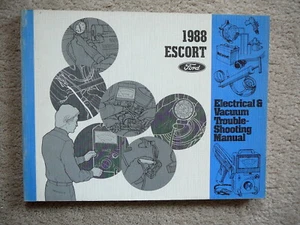 1988
ESCORT
Ford
Electrical &
Vacuum
Trouble-
Shooting
Manual